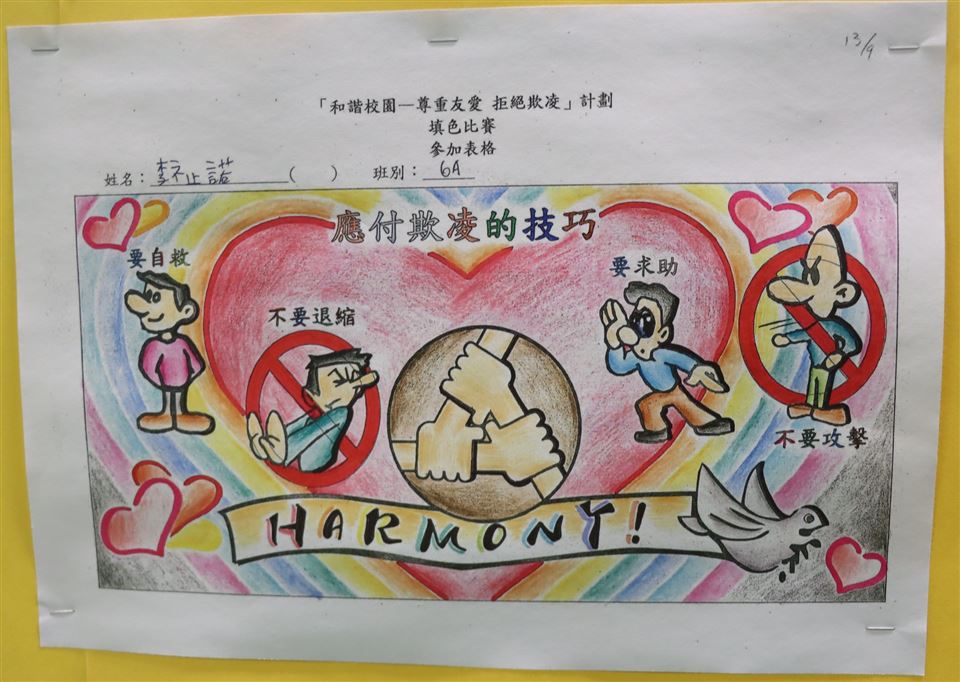 13/9
「和諧校園—尊重友愛 拒絕欺凌」計劃
填色比賽
參加表格
姓名： 諾 ( ) 班別：6A
應付欺凌的技巧
要自救
要求助
不要退縮
不要攻擊
HARMONY!